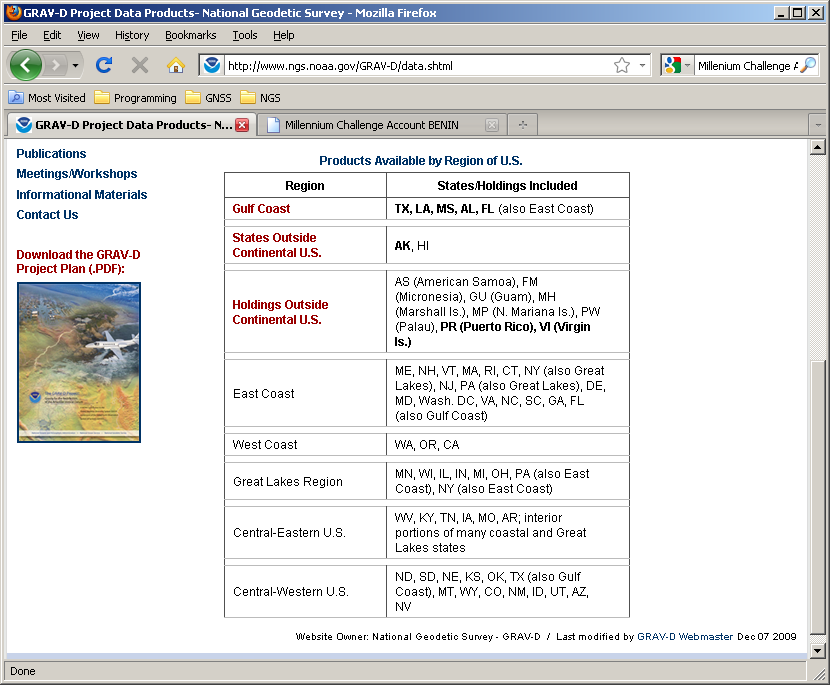 GRAV-D Project Data Products- National Geodetic Survey - Mozilla Firefox
File Edit View History Bookmarks Tools Help
http://www.ngs.noaa.gov/GRAV-D/data.shtml
Millenium Challenge A
Most Visited Programming GNSS NGS
GRAV-D Project Data Products- N...
Millennium Challenge Account BENIN
Publications
Meetings/Workshops
Informational Materials
Contact Us
Download the GRAV-D
Project Plan (.PDF):
Products Available by Region of U.S.
Region States/Holdings Included
Gulf Coast TX, LA, MS, AL, FL (also East Coast)
States Outside
Continental U.S.
AK, HI
Holdings Outside
Continental U.S.
AS (American Samoa), FM
(Micronesia), GU (Guam), MH
(Marshall Is.), MP (N. Mariana Is.), PW
(Palau), PR (Puerto Rico), VI (Virgin
Is.)
East Coast
ME, NH, VT, MA, RI, CT, NY (also Great
Lakes), NJ, PA (also Great Lakes), DE,
MD, Wash. DC, VA, NC, SC, GA, FL
(also Gulf Coast)
West Coast WA, OR, CA
Great Lakes Region
MN, WI, IL, IN, MI, OH, PA (also East
Coast), NY (also East Coast)
Central-Eastern U.S.
WV, KY, TN, IA, MO, AR; interior
portions of many coastal and Great
Lakes states
Central-Western U.S.
ND, SD, NE, KS, OK, TX (also Gulf
Coast), MT, WY, CO, NM, ID, UT, AZ,
NV
Website Owner: National Geodetic Survey - GRAV-D / Last modified by GRAV-D Webmaster Dec 07 2009
Done